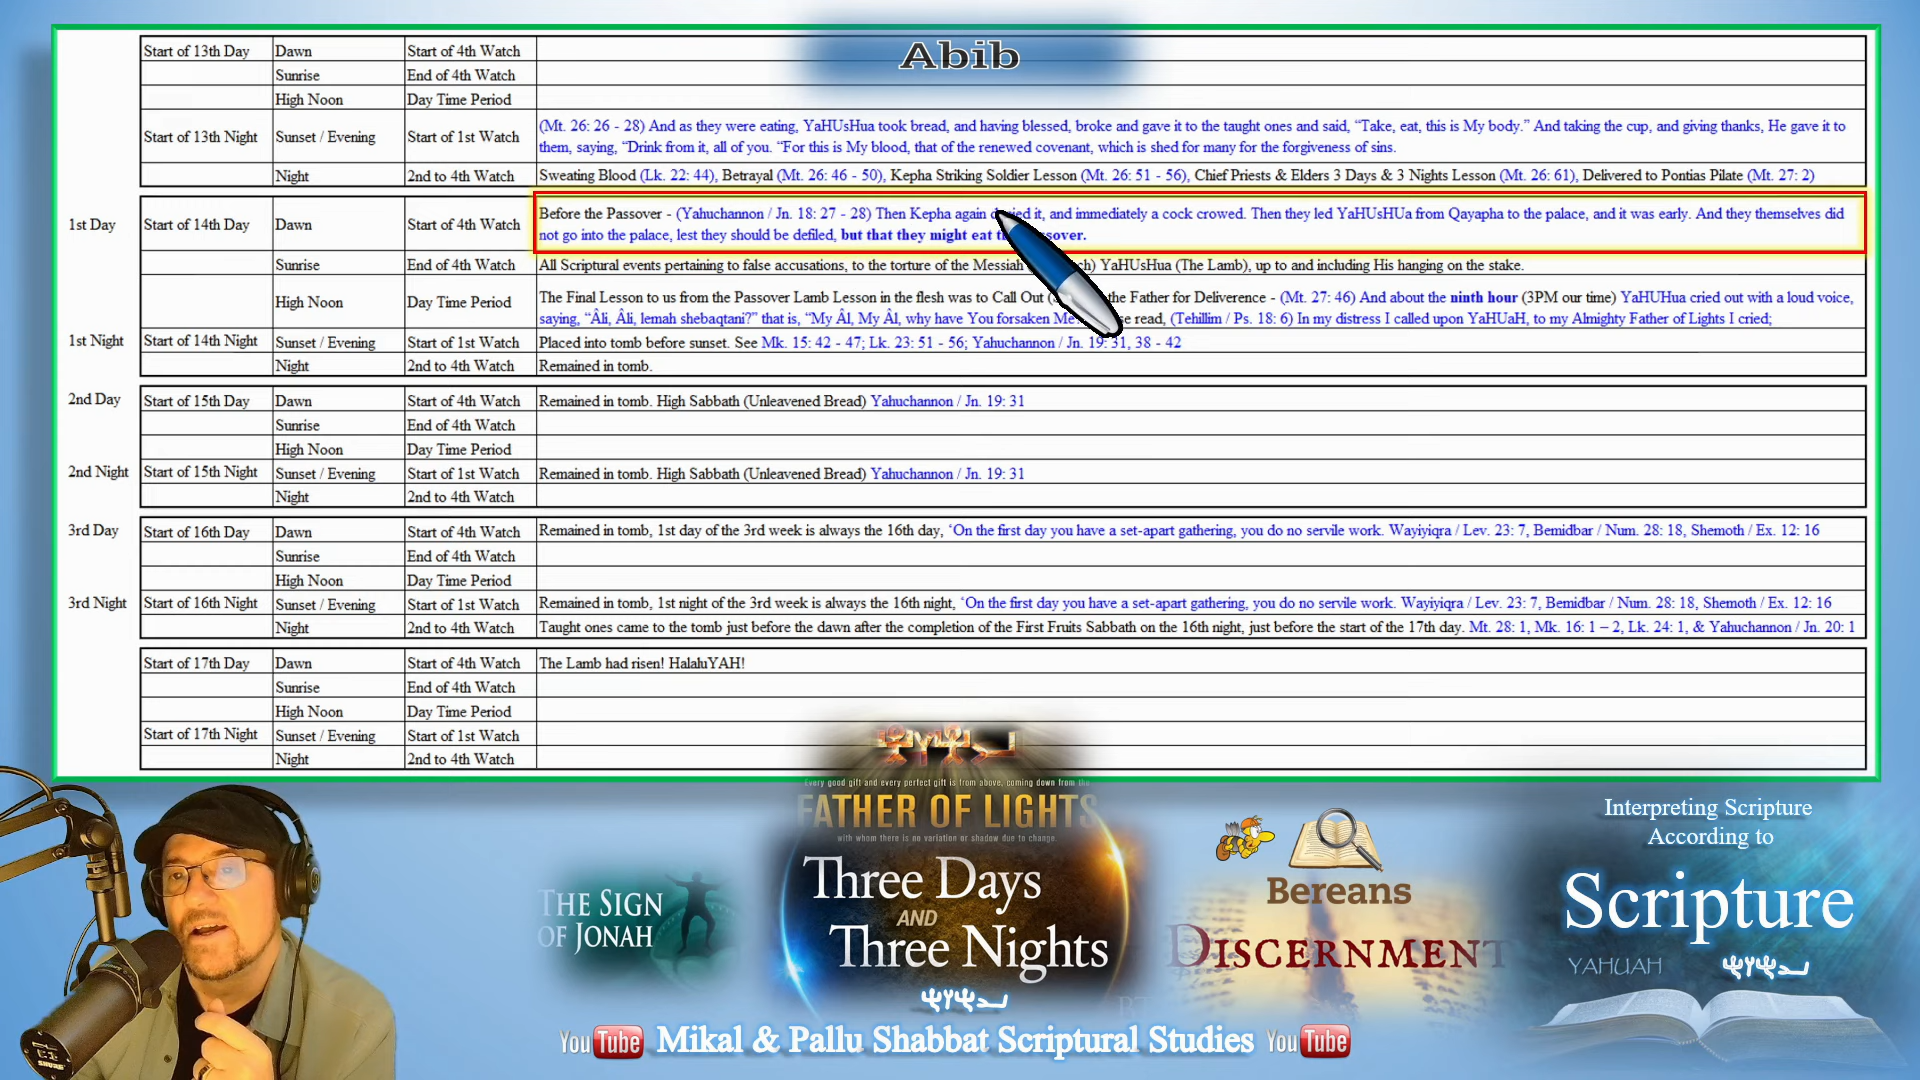 Abib
Start of 13th Day Dawn Start of 4th Watch
Sunrise End of 4th Watch
High Noon Day Time Period
Start of 13th Night Sunset / Evening Start of 1st Watch (Mt. 26: 26 - 28) And as they were eating, YaHUsHua took bread, and having blessed, broke and gave it to the taught ones and said, “Take, eat, this is My body.” And taking the cup, and giving thanks, He gave it to
them, saying, “Drink from it, all of you. “For this is My blood, that of the renewed covenant, which is shed for many for the forgiveness of sins.
Night 2nd to 4th Watch Sweating Blood (Lk. 22: 44), Betrayal (Mt. 26: 46 - 50), Kepha Striking Soldier Lesson (Mt. 26: 51 - 56), Chief Priests & Elders 3 Days & 3 Nights Lesson (Mt. 26: 61), Delivered to Pontias Pilate (Mt. 27: 2)
1st Day Start of 14th Day Dawn Start of 4th Watch Before the Passover - (Yahuchannon / Jn. 18: 27 - 28) Then Kepha again it, and immediately a cock crowed. Then they led YaHUsHUa from Qayapha to the palace, and it was early. And they themselves did
not go into the palace, lest they should be defiled, but that they might eat
Sunrise End of 4th Watch All Scriptural events pertaining to false accusations, to the torture of the Messiah YaHUsHua (The Lamb), up to and including His hanging on the stake.
High Noon Day Time Period The Final Lesson to us from the Passover Lamb Lesson in the flesh was to Call Out the Father for Deliverence - (Mt. 27: 46) And about the ninth hour (3PM our time) YaHUHua cried out with a loud voice,
saying, “Âli, Âli, lemah shebaqtani?” that is, “My Âl, My Âl, why have You forsaken read, (Tehillim / Ps. 18: 6) In my distress I called upon YaHUaH, to my Almighty Father of Lights I cried;
1st Night Start of 14th Night Sunset / Evening Start of 1st Watch Placed into tomb before sunset. See Mk. 15: 42 - 47; Lk. 23: 51 - 56; Yahuchannon / Jn. 19: 31, 38 - 42
Night 2nd to 4th Watch Remained in tomb.
2nd Day Start of 15th Day Dawn Start of 4th Watch Remained in tomb. High Sabbath (Unleavened Bread) Yahuchannon / Jn. 19: 31
Sunrise End of 4th Watch
High Noon Day Time Period
2nd Night Start of 15th Night Sunset / Evening Start of 1st Watch Remained in tomb. High Sabbath (Unleavened Bread) Yahuchannon / Jn. 19: 31
Night 2nd to 4th Watch
3rd Day Start of 16th Day Dawn Start of 4th Watch Remained in tomb, 1st day of the 3rd week is always the 16th day, ‘On the first day you have a set-apart gathering, you do no servile work. Wayiyiqra / Lev. 23: 7, Bemidbar / Num. 28: 18, Shemoth / Ex. 12: 16
Sunrise End of 4th Watch
High Noon Day Time Period
3rd Night Start of 16th Night Sunset / Evening Start of 1st Watch Remained in tomb, 1st night of the 3rd week is always the 16th night, ‘On the first day you have a set-apart gathering, you do no servile work. Wayiyiqra / Lev. 23: 7, Bemidbar / Num. 28: 18, Shemoth / Ex. 12: 16
Night 2nd to 4th Watch Taught ones came to the tomb just before the dawn after the completion of the First Fruits Sabbath on the 16th night, just before the start of the 17th day. Mt. 28: 1, Mk. 16: 1 – 2, Lk. 24: 1, & Yahuchannon / Jn. 20: 1
Start of 17th Day Dawn Start of 4th Watch The Lamb had risen! HalaluYAH!
Sunrise End of 4th Watch
High Noon Day Time Period
Start of 17th Night Sunset / Evening Start of 1st Watch
Night 2nd to 4th Watch
Every good gift and every perfect gift is from above, coming down from the
FATHER OF LIGHTS
with whom there is no variation or shadow due to change.
Three Days
AND
Three Nights
THE SIGN
OF JONAH
Bereans
DISCERNMENT
Interpreting Scripture
According to
Scripture
YAHUAH
YouTube Mikal & Pallu Shabbat Scriptural Studies YouTube
SHURE